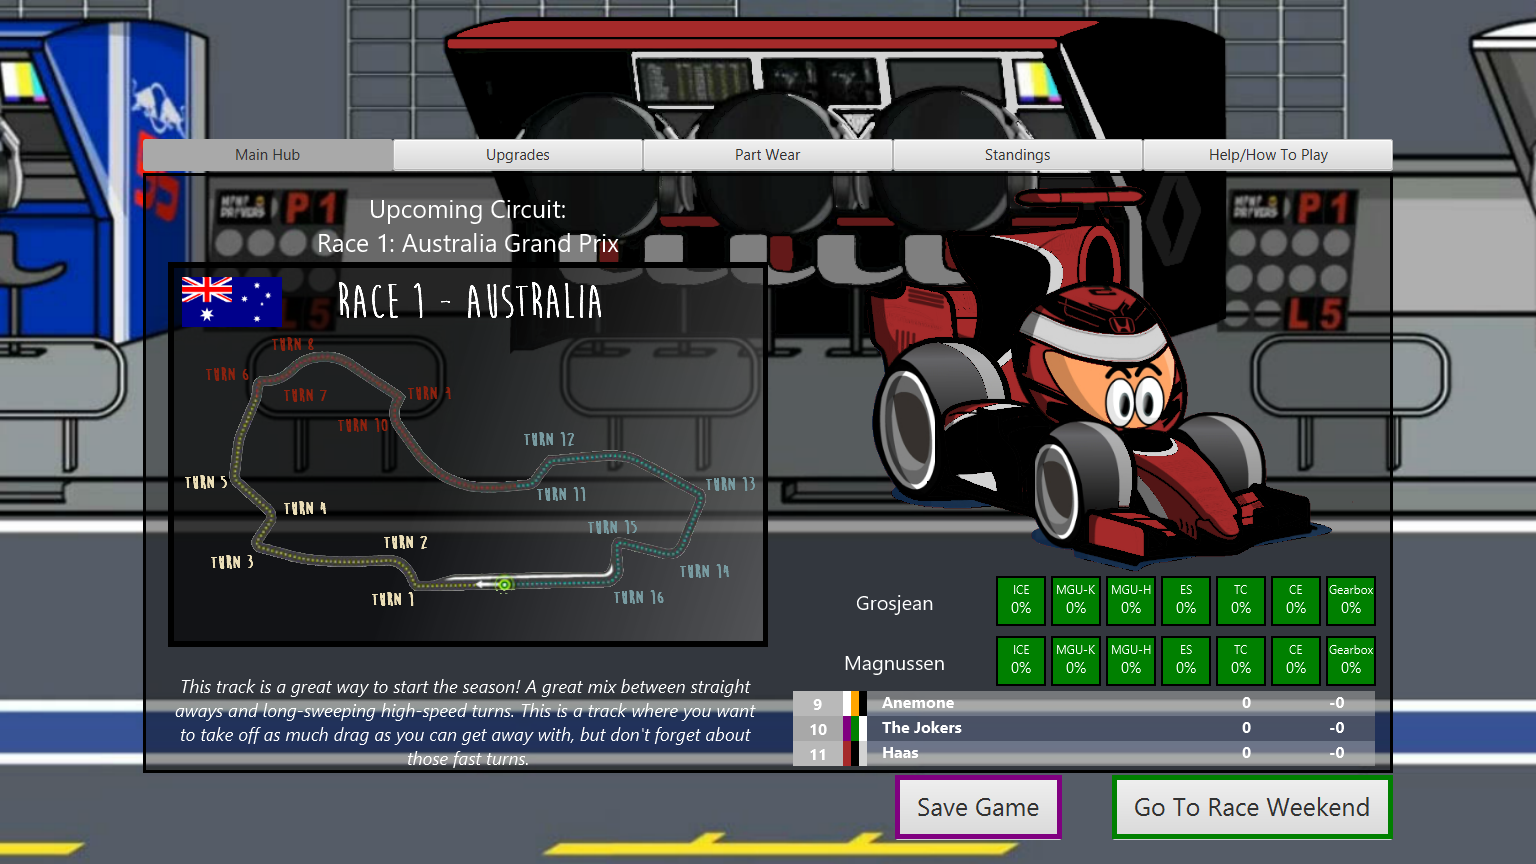 Main Hub
Upgrades
Part Wear
Standings
Help/How To Play
P 1
P 1
L 5
L 5
Upcoming Circuit:
Race 1: Australia Grand Prix
RACE 1 - AUSTRALIA
TURN 8
TURN 6
TURN 7
TURN 9
TURN 10
TURN 12
TURN 5
TURN 11
TURN 13
TURN 4
TURN 15
TURN 2
TURN 3
TURN 14
TURN 1
TURN 16
This track is a great way to start the season! A great mix between straight
aways and long-sweeping high-speed turns. This is a track where you want
to take off as much drag as you can get away with, but don't forget about
those fast turns.
Grosjean
ICE 0%
MGU-K 0%
MGU-H 0%
ES 0%
TC 0%
CE 0%
Gearbox 0%
Magnussen
ICE 0%
MGU-K 0%
MGU-H 0%
ES 0%
TC 0%
CE 0%
Gearbox 0%
9 Anemone 0 -0
10 The Jokers 0 -0
11 Haas 0 -0
Save Game
Go To Race Weekend